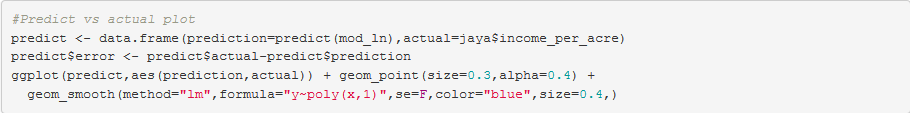 #Predict vs actual plot
predict <- data.frame(prediction=predict(mod_ln),actual=jaya$income_per_acre)
predict$error <- predict$actual-predict$prediction
ggplot(predict,aes(prediction,actual)) + geom_point(size=0.3,alpha=0.4) +
  geom_smooth(method="lm",formula="y~poly(x,1)",se=F,color="blue",size=0.4,)